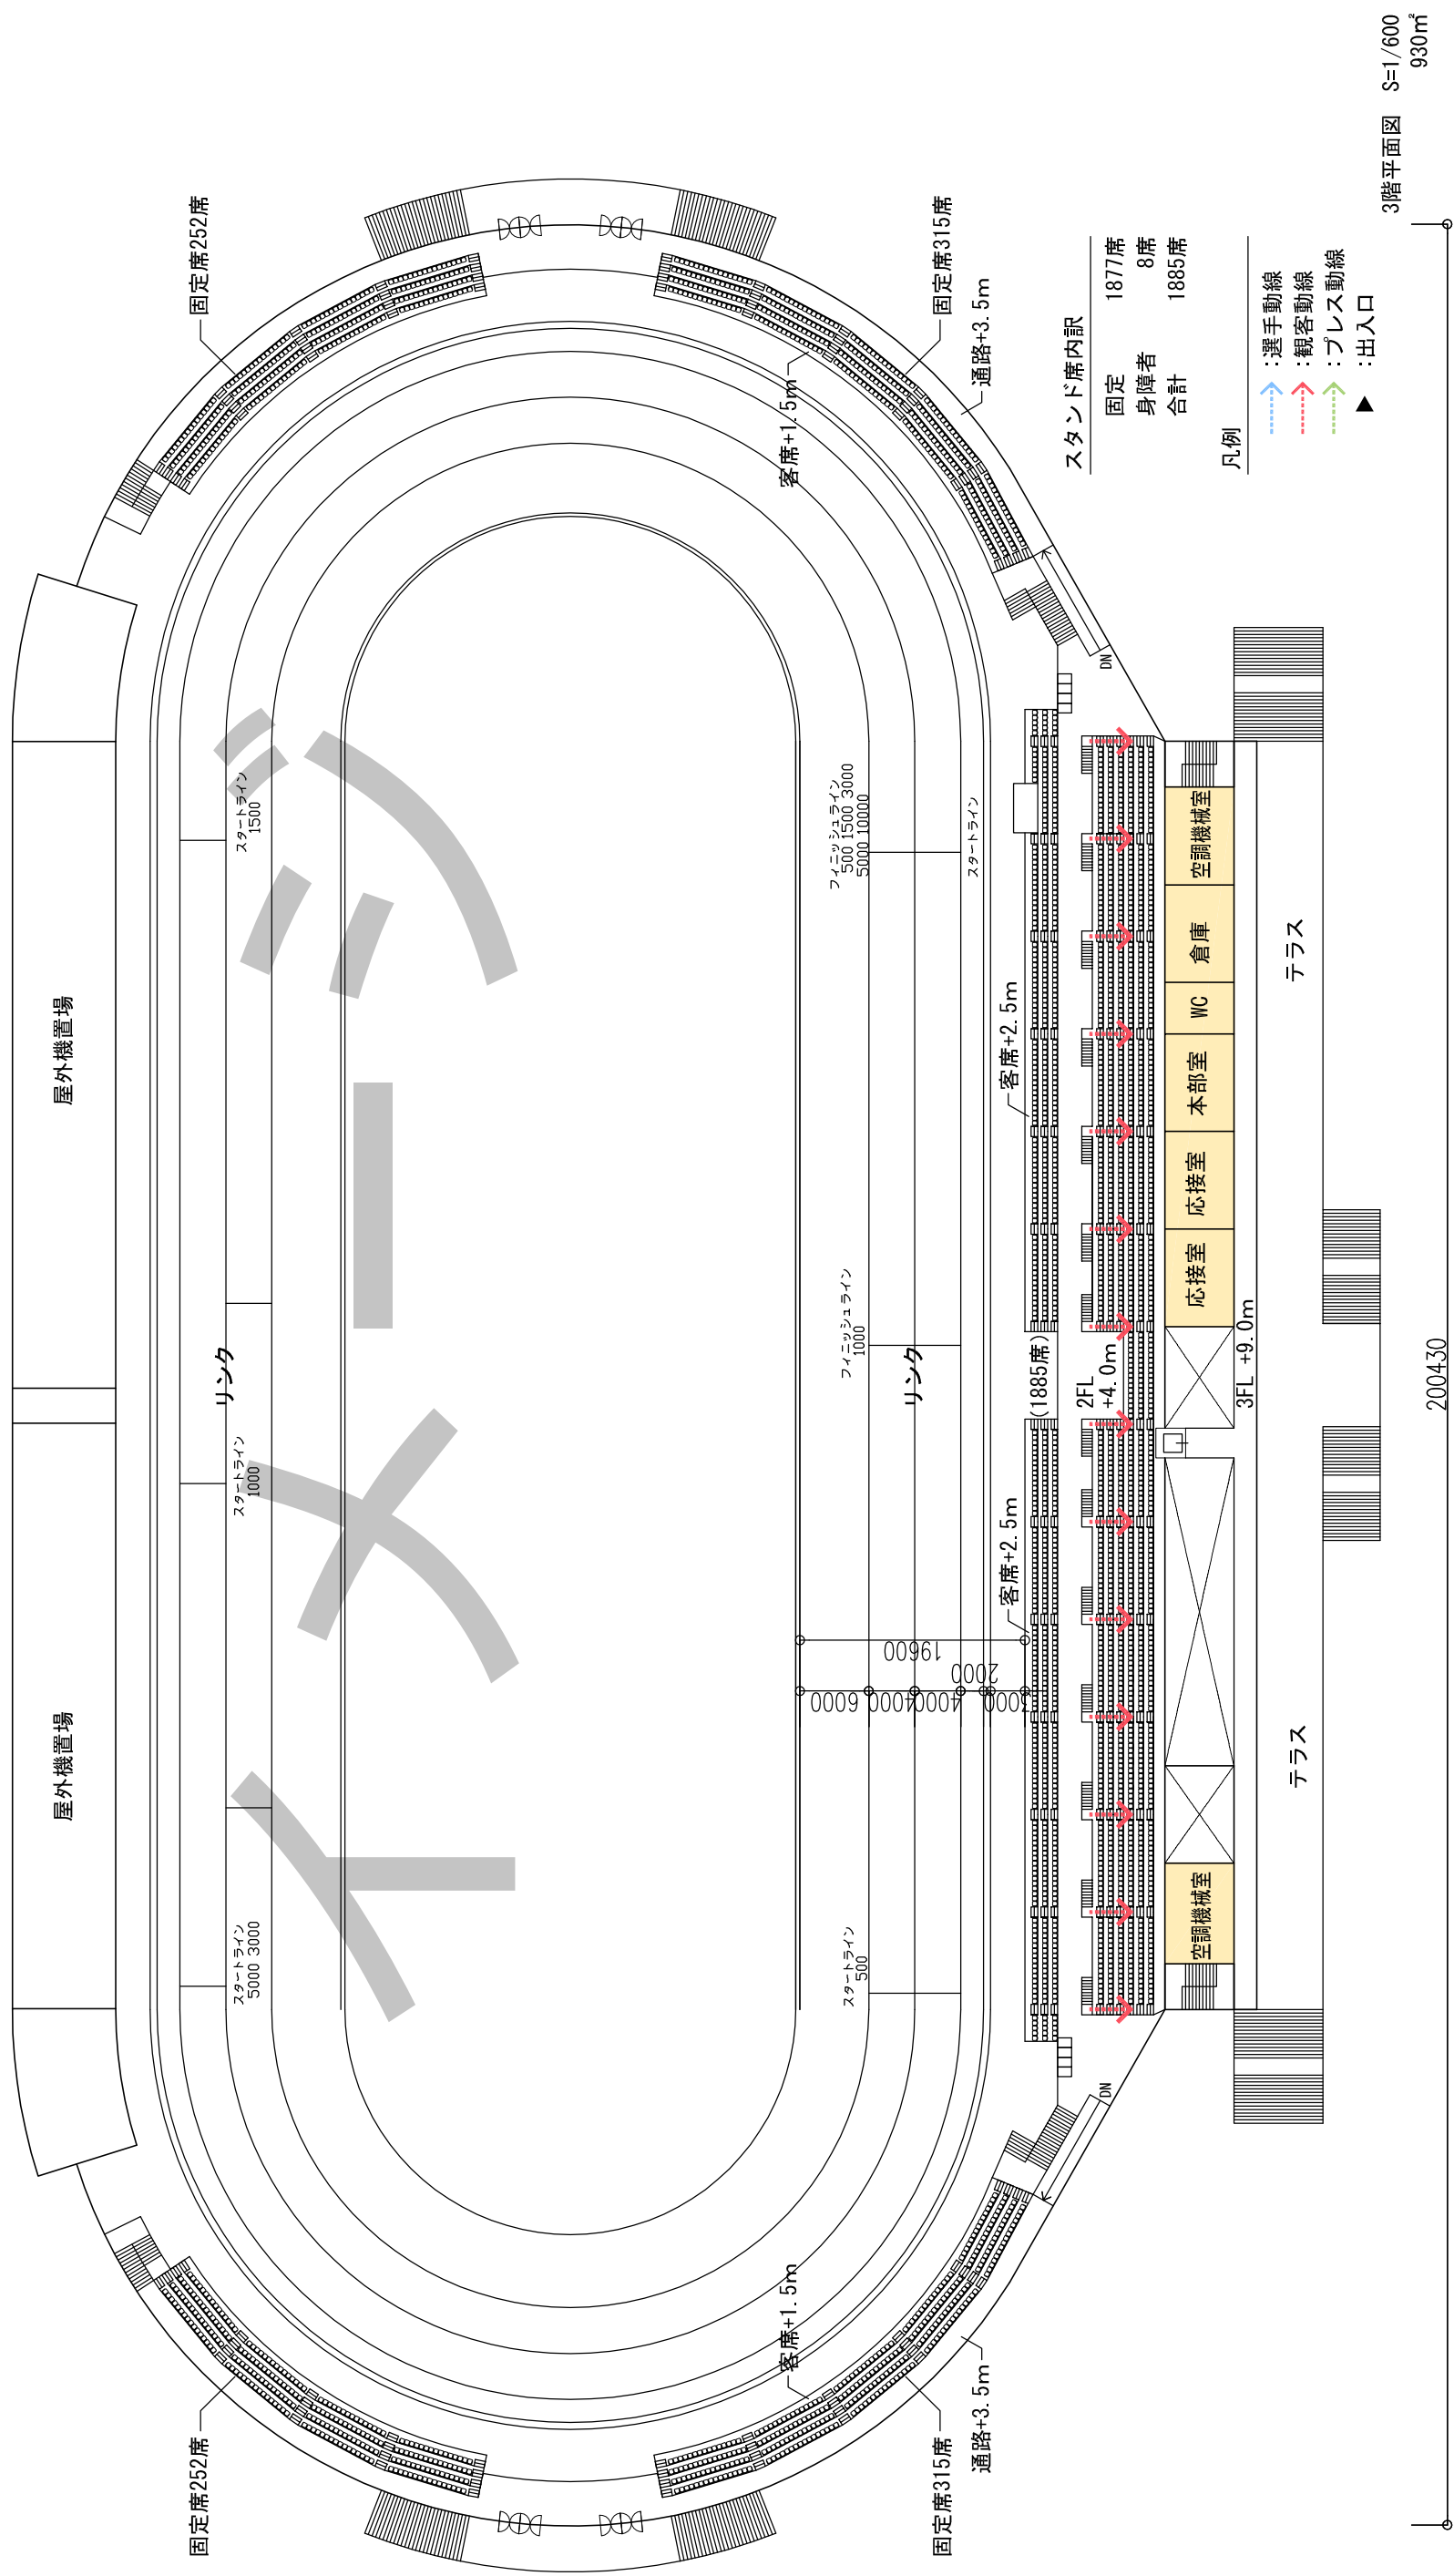 3階平面図 S=1/600
930㎡
イメージ
屋外機置場
屋外機置場
固定席252席
固定席252席
スタートライン
5000 3000
スタートライン
1000
リンク
スタートライン
1500
客席+1.5m
客席+1.5m
スタートライン
500
フィニッシュライン
1000
リンク
フィニッシュライン
500 1500 3000
5000 10000
スタートライン
19600
6000
4000
4000
2000
3000
固定席315席
固定席315席
通路+3.5m
通路+3.5m
客席+2.5m
客席+2.5m
(1885席)
2FL
+4.0m
DN
DN
空調機械室
応接室
応接室
本部室
WC
倉庫
空調機械室
3FL +9.0m
テラス
テラス
スタンド席内訳
固定 1877席
身障者 8席
合計 1885席
凡例
:選手動線
:観客動線
:プレス動線
▲ :出入口
200430